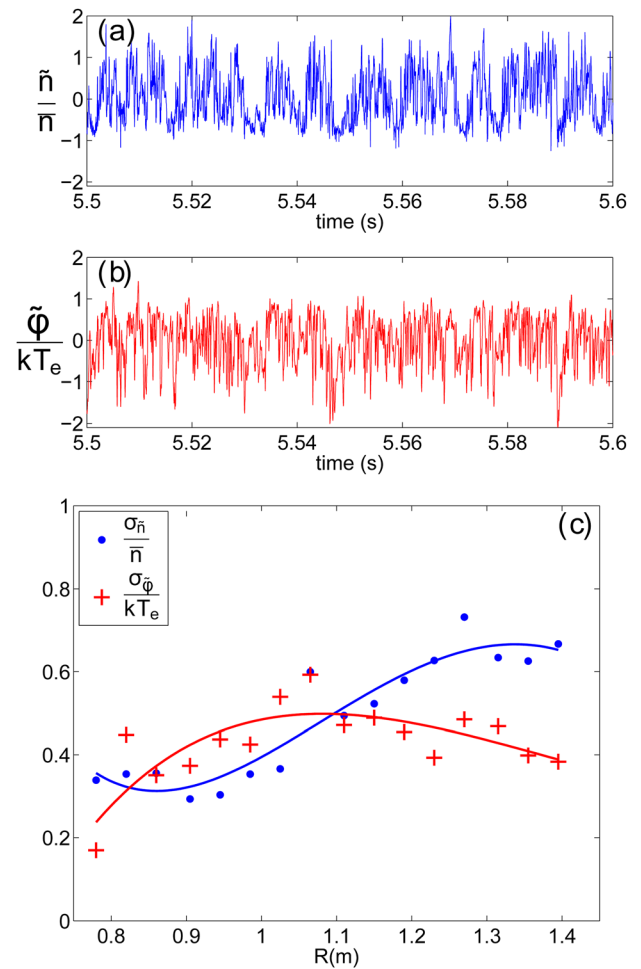 (a)
ñ
n̄
2
1
0
−1
−2
5.5 5.52 5.54 5.56 5.58 5.6
time (s)
(b)
φ̃
kTₑ
2
1
0
−1
−2
5.5 5.52 5.54 5.56 5.58 5.6
time (s)
(c)
σñ
n̄
σφ̃
kTₑ
1
0.8
0.6
0.4
0.2
0
0.8 0.9 1 1.1 1.2 1.3 1.4
R(m)